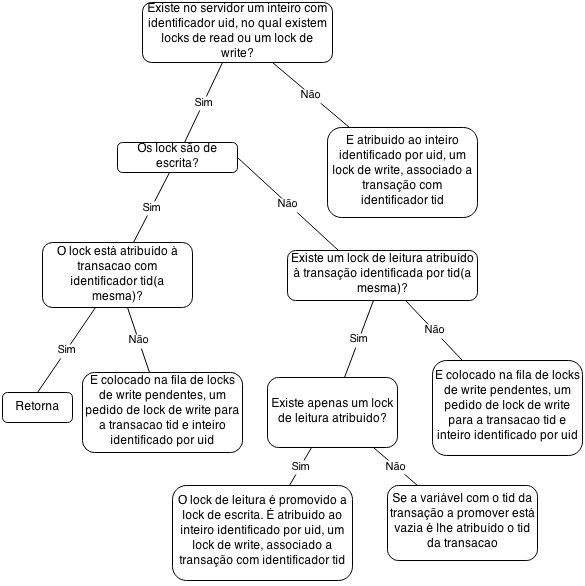 Existe no servidor um inteiro com
identificador uid, no qual existem
locks de read ou um lock de
write?
Sim
Não
Os lock são de
escrita?
E atribuido ao inteiro
identificado por uid, um
lock de write, associado a
transação com
identificador tid
Sim
Não
O lock está atribuido à
transacao com
identificador tid(a
mesma)?
Existe um lock de leitura atribuido
à transação identificada por tid(a
mesma)?
Sim
Não
Sim
Não
Retorna
E colocado na fila de locks
de write pendentes, um
pedido de lock de write para
a transacao tid e inteiro
identificado por uid
Existe apenas um lock
de leitura atribuido?
E colocado na fila de locks
de write pendentes, um
pedido de lock de write
para a transacao tid e
inteiro identificado por uid
Sim
Não
O lock de leitura é promovido a
lock de escrita. É atribuido ao
inteiro identificado por uid, um
lock de write, associado a
transação com identificador tid
Se a variável com o tid da
transação a promover está
vazia é lhe atribuido o tid
da transacao